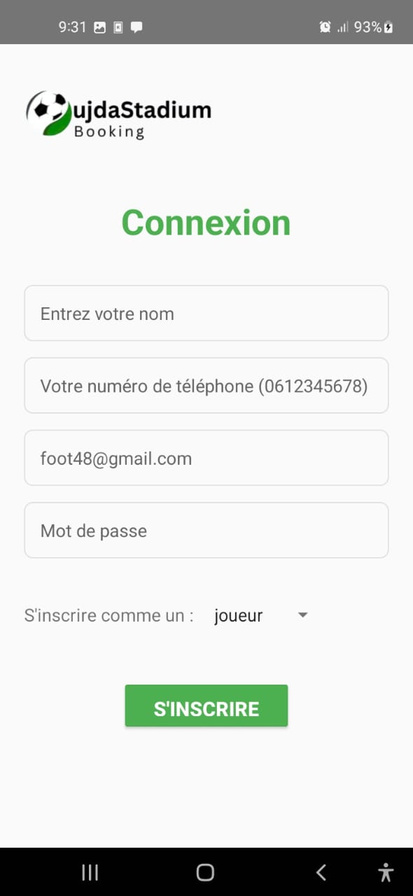 9:31 93%
ujdaStadium
Booking
Connexion
Entrez votre nom
Votre numéro de téléphone (0612345678)
foot48@gmail.com
Mot de passe
S'inscrire comme un : joueur
S'INSCRIRE